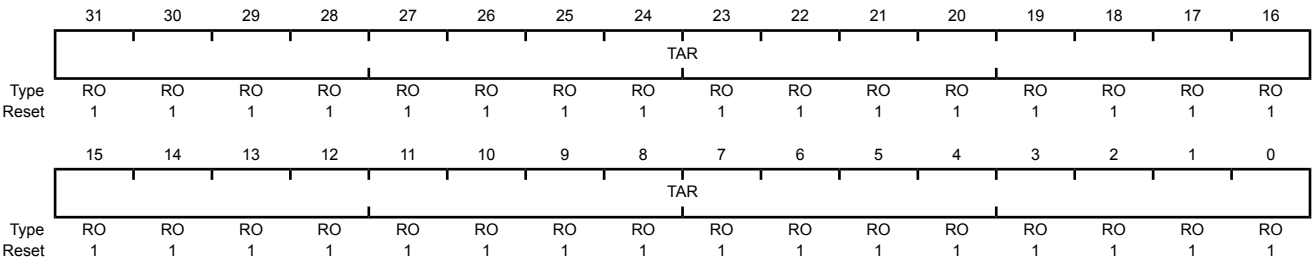 31 30 29 28 27 26 25 24 23 22 21 20 19 18 17 16
TAR
Type RO RO RO RO RO RO RO RO RO RO RO RO RO RO RO RO
Reset 1 1 1 1 1 1 1 1 1 1 1 1 1 1 1 1
15 14 13 12 11 10 9 8 7 6 5 4 3 2 1 0
TAR
Type RO RO RO RO RO RO RO RO RO RO RO RO RO RO RO RO
Reset 1 1 1 1 1 1 1 1 1 1 1 1 1 1 1 1